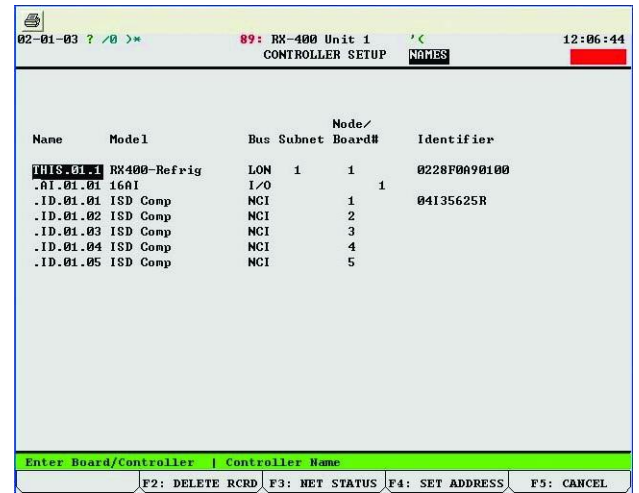 02-01-03 ? /0 >* 89: RX-400 Unit 1 '< 12:06:44
CONTROLLER SETUP NAMES
Node/
Name Model Bus Subnet Board# Identifier
THIS.01.1 RX400-Refrig LON 1 1 0228F0A90100
.AI.01.01 16AI I/O 1
.ID.01.01 ISD Comp NCI 1 04135625R
.ID.01.02 ISD Comp NCI 2
.ID.01.03 ISD Comp NCI 3
.ID.01.04 ISD Comp NCI 4
.ID.01.05 ISD Comp NCI 5
Enter Board/Controller | Controller Name
F2: DELETE RCRD F3: NET STATUS F4: SET ADDRESS F5: CANCEL